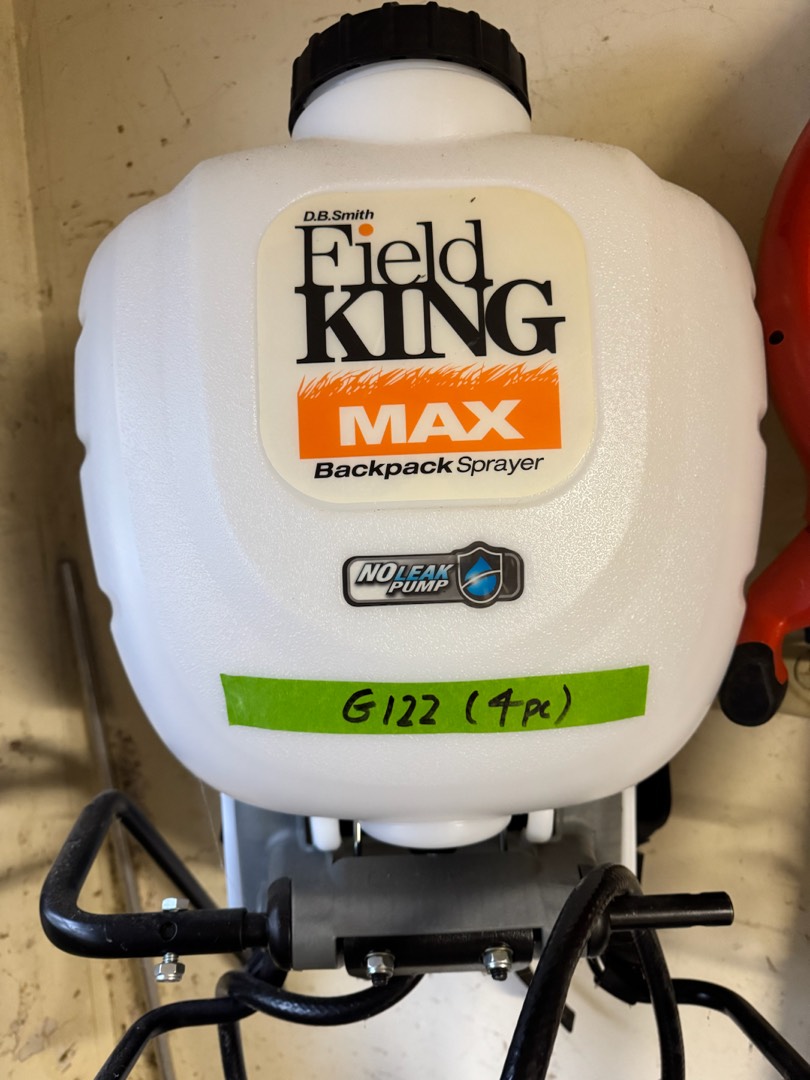 D.B.Smith
Field
KING
MAX
Backpack Sprayer
NO LEAK
PUMP
G122 (4pc)